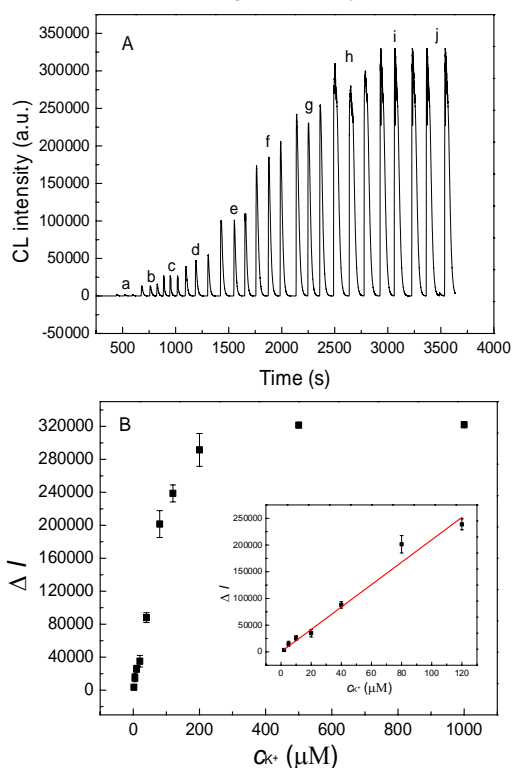 A
CL intensity (a.u.)
350000
300000
250000
200000
150000
100000
50000
0
-50000
a
b
c
d
e
f
g
h
i
j
500 1000 1500 2000 2500 3000 3500 4000
Time (s)
B
Δ I
320000
280000
240000
200000
160000
120000
80000
40000
0
0 200 400 600 800 1000
cK+ (μM)
Δ I
250000
200000
150000
100000
50000
0
0 20 40 60 80 100 120
cK+ (μM)